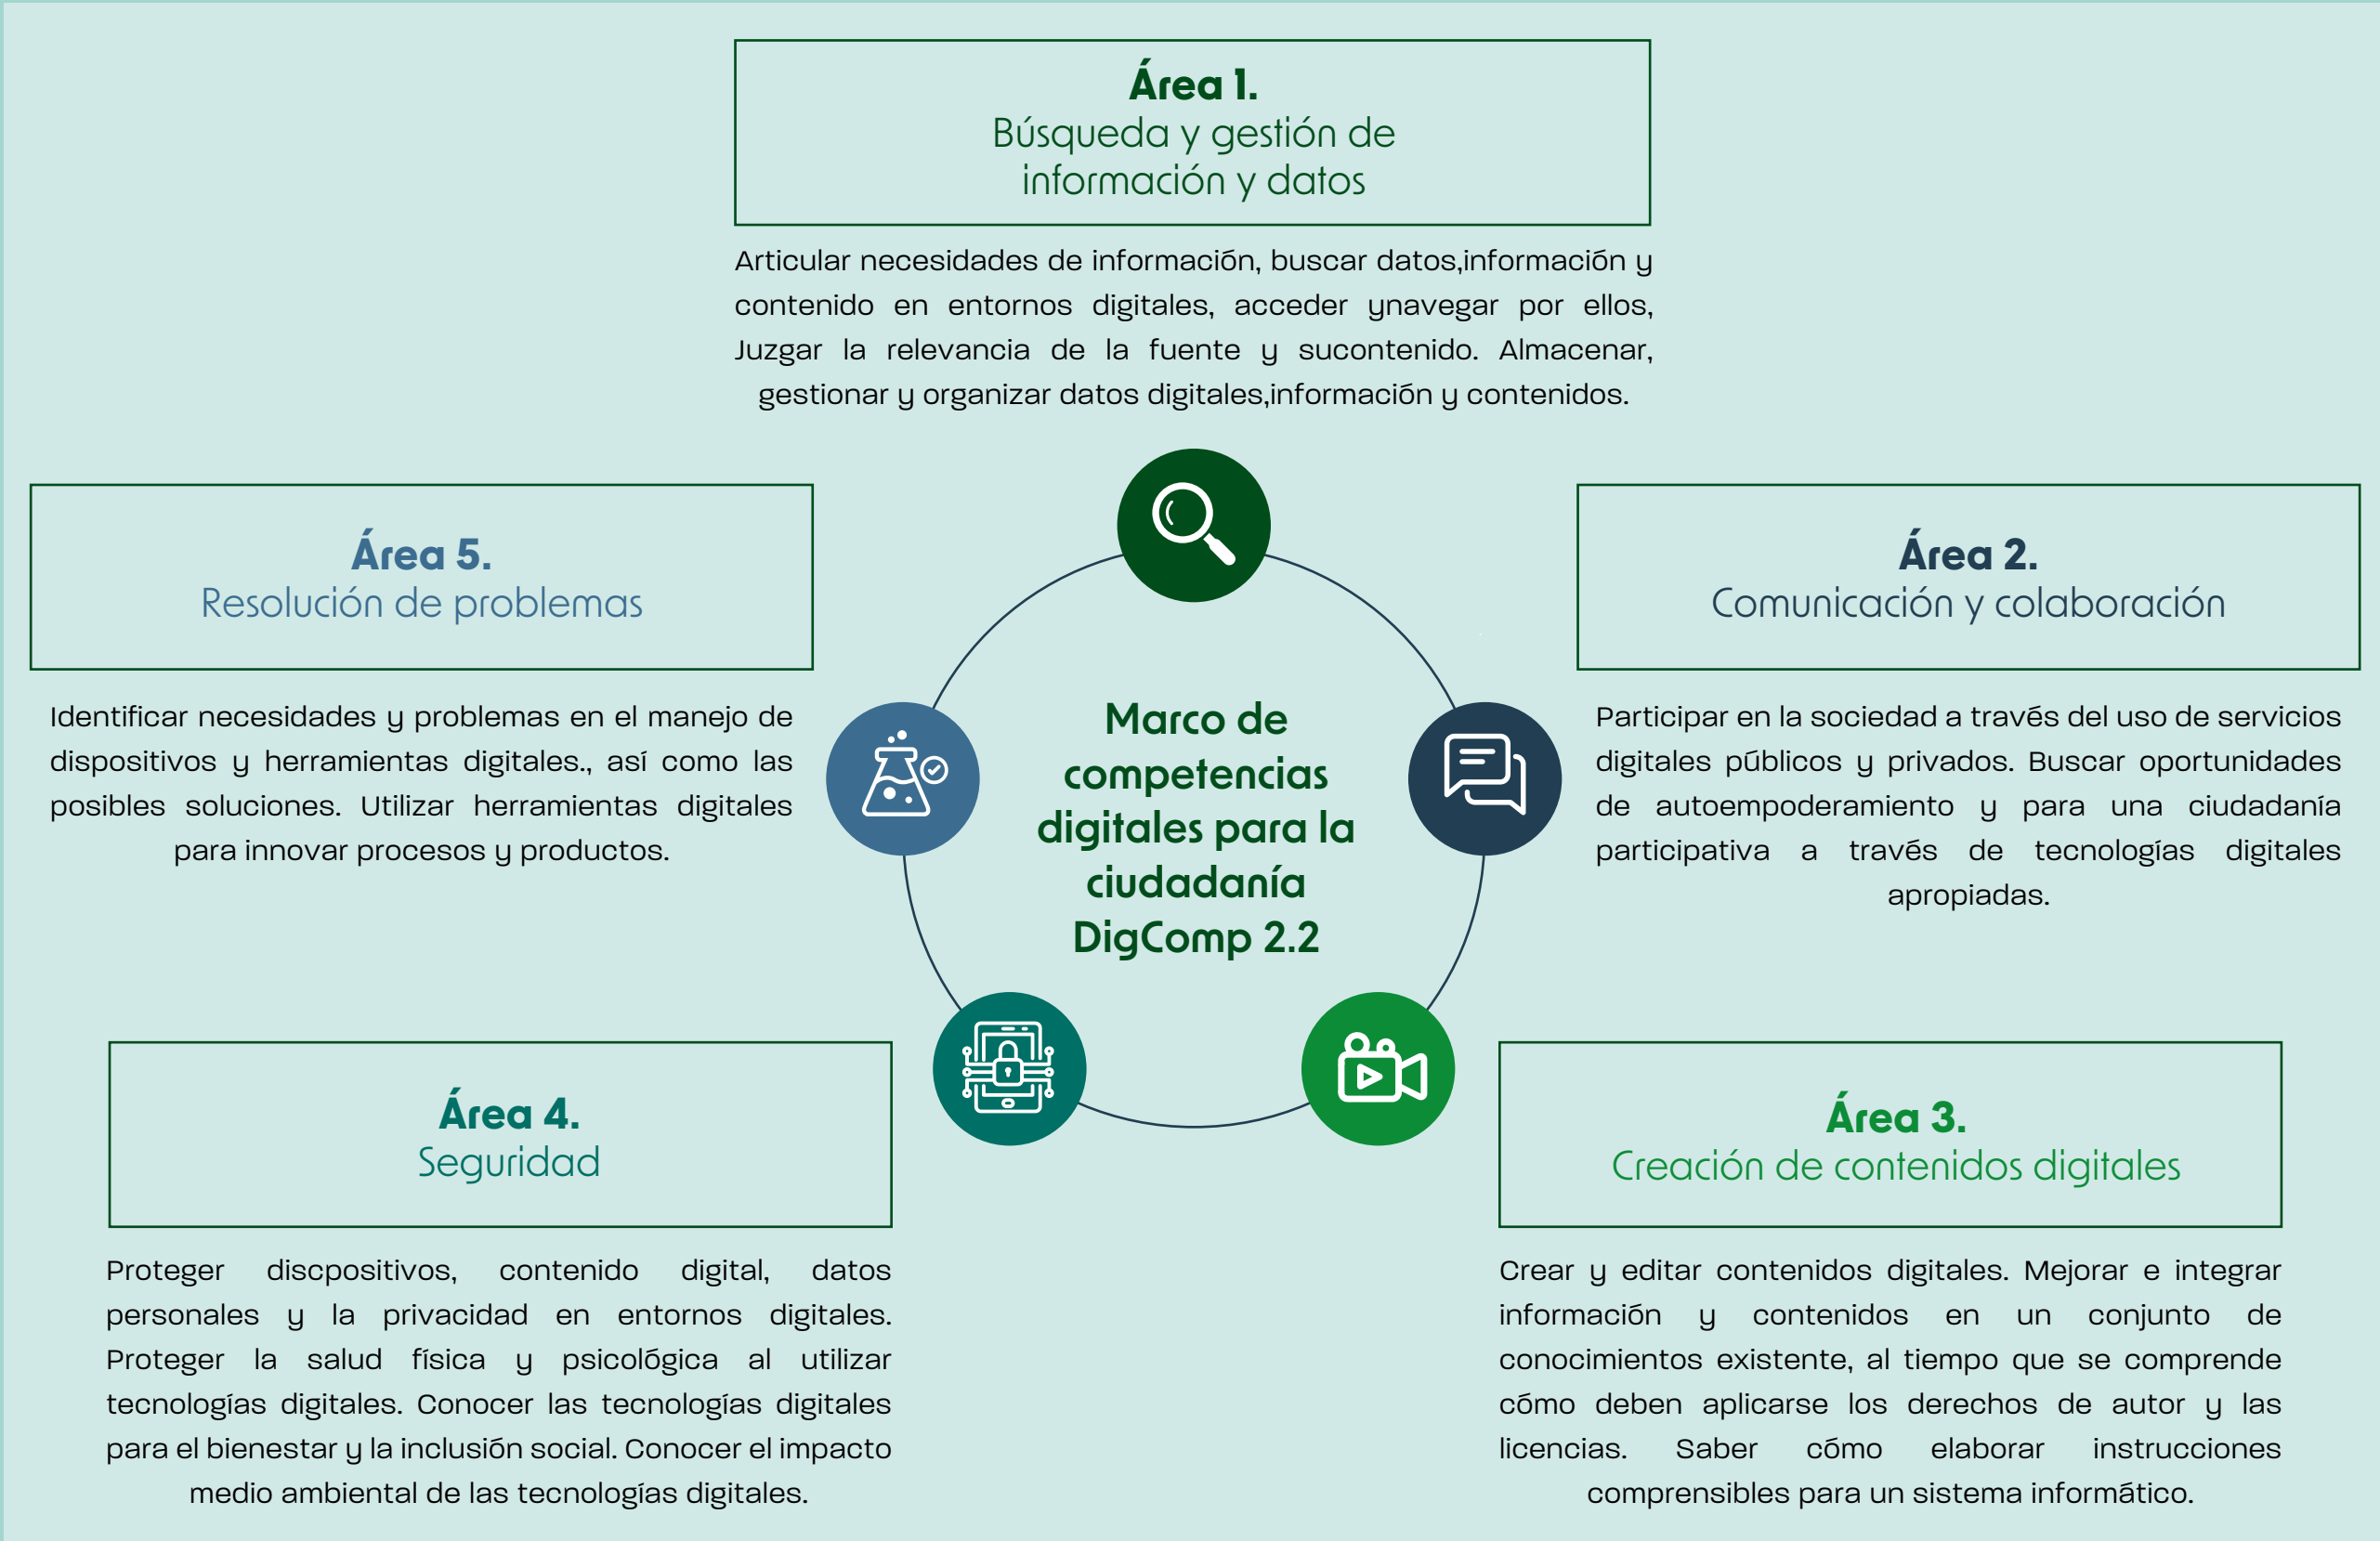 Área 1.
Búsqueda y gestión de
información y datos
Articular necesidades de información, buscar datos,información y
contenido en entornos digitales, acceder ynavegar por ellos,
Juzgar la relevancia de la fuente y sucontenido. Almacenar,
gestionar y organizar datos digitales,información y contenidos.
Área 5.
Resolución de problemas
Identificar necesidades y problemas en el manejo de
dispositivos y herramientas digitales., así como las
posibles soluciones. Utilizar herramientas digitales
para innovar procesos y productos.
Marco de
competencias
digitales para la
ciudadanía
DigComp 2.2
Área 2.
Comunicación y colaboración
Participar en la sociedad a través del uso de servicios
digitales públicos y privados. Buscar oportunidades
de autoempoderamiento y para una ciudadanía
participativa a través de tecnologías digitales
apropiadas.
Área 4.
Seguridad
Proteger discpositivos, contenido digital, datos
personales y la privacidad en entornos digitales.
Proteger la salud física y psicológica al utilizar
tecnologías digitales. Conocer las tecnologías digitales
para el bienestar y la inclusión social. Conocer el impacto
medio ambiental de las tecnologías digitales.
Área 3.
Creación de contenidos digitales
Crear y editar contenidos digitales. Mejorar e integrar
información y contenidos en un conjunto de
conocimientos existente, al tiempo que se comprende
cómo deben aplicarse los derechos de autor y las
licencias. Saber cómo elaborar instrucciones
comprensibles para un sistema informático.